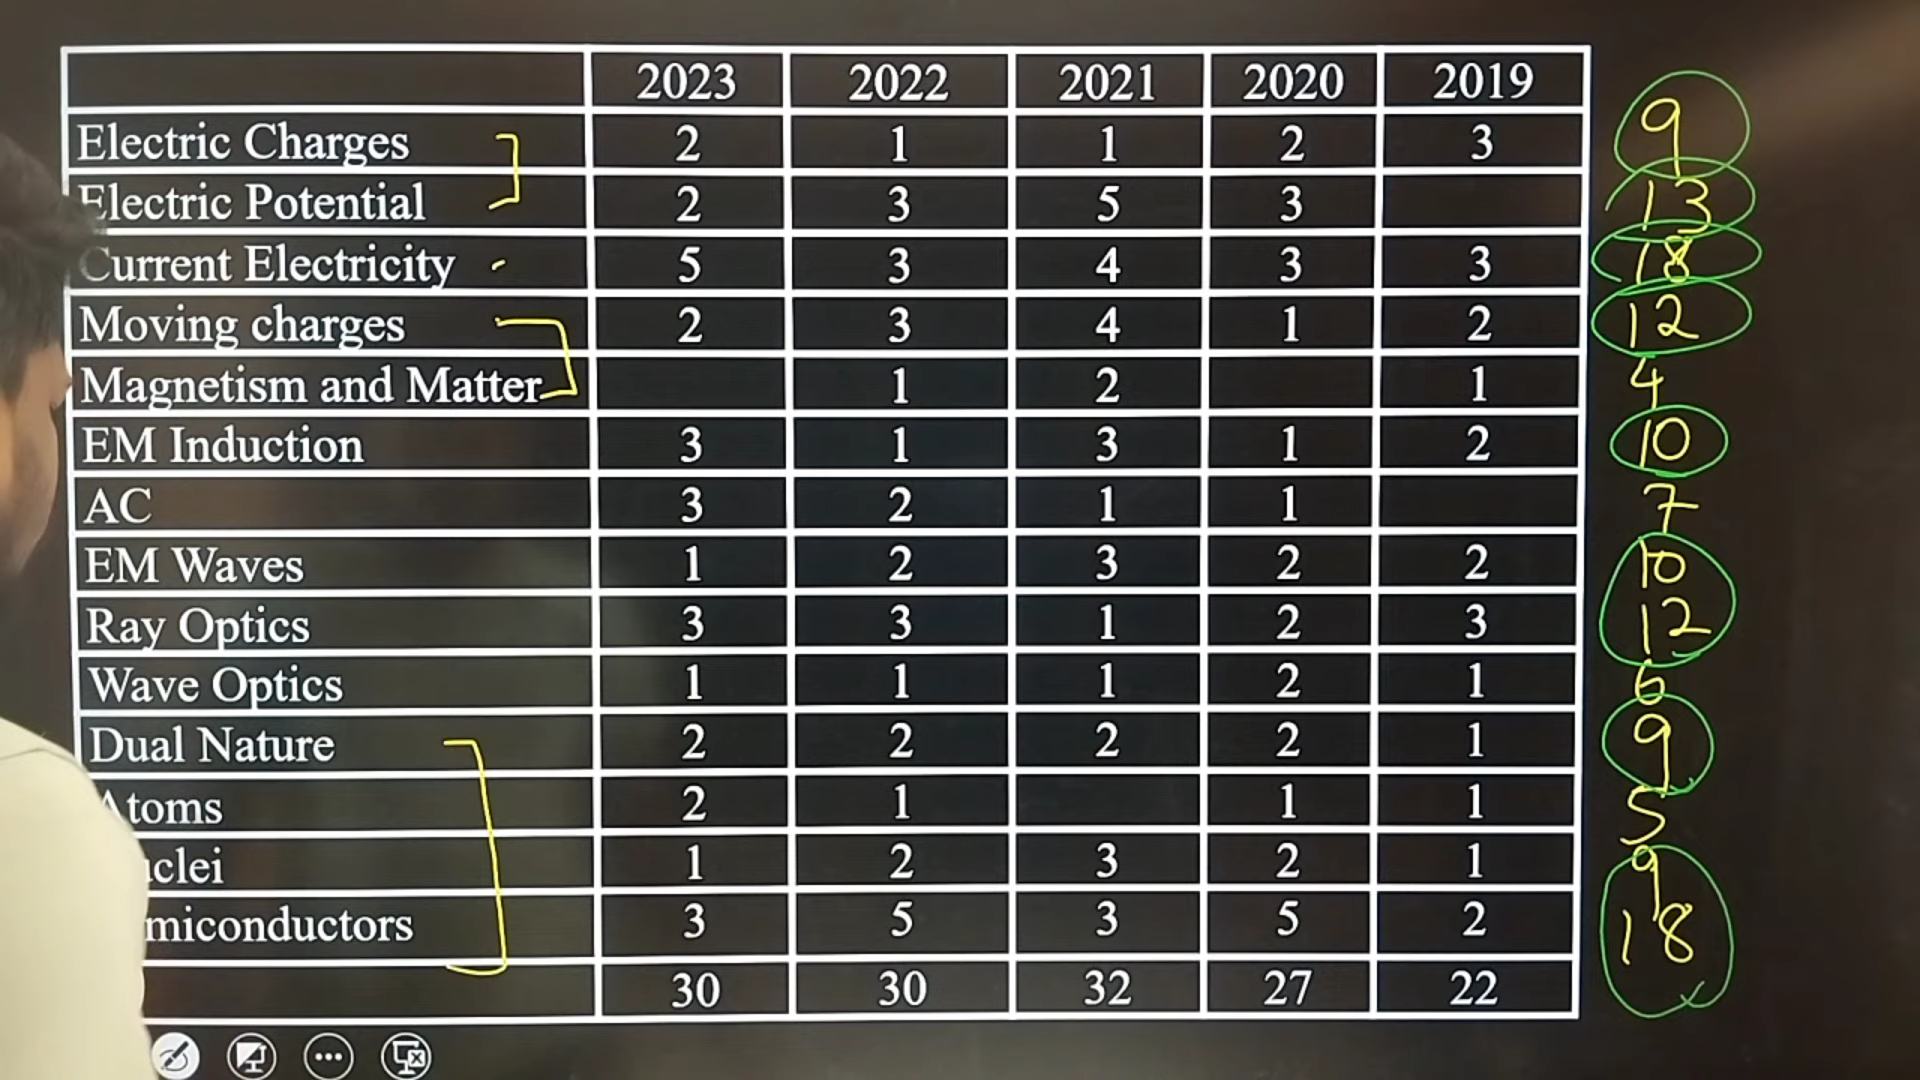 2023 2022 2021 2020 2019
Electric Charges 2 1 1 2 3 9
Electric Potential 2 3 5 3 13
Current Electricity 5 3 4 3 3 18
Moving charges 2 3 4 1 2 12
Magnetism and Matter 1 2 1 4
EM Induction 3 1 3 1 2 10
AC 3 2 1 1 7
EM Waves 1 2 3 2 2 10
Ray Optics 3 3 1 2 3 12
Wave Optics 1 1 1 2 1 6
Dual Nature 2 2 2 2 1 9
Atoms 2 1 1 1 5
clei 1 2 3 2 1 9
miconductors 3 5 3 5 2 18
30 30 32 27 22